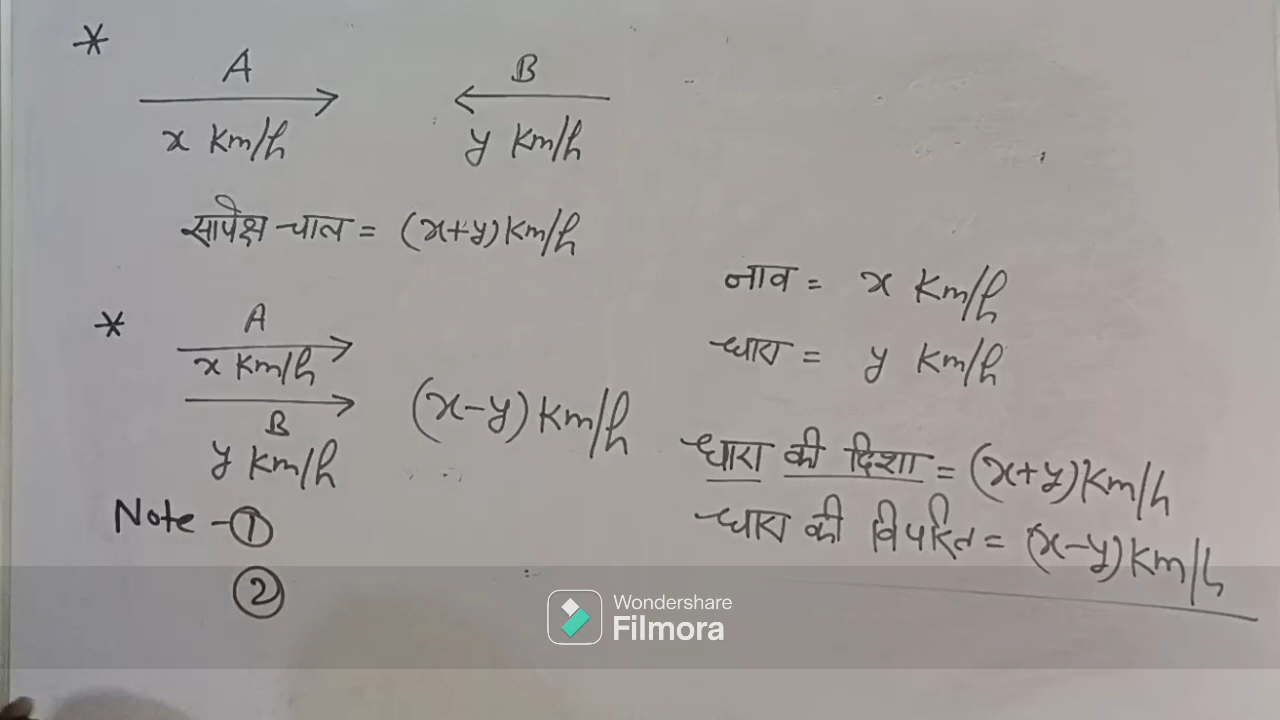 *
A B
x Km/h y Km/h
सापेक्ष चाल = (x+y) Km/h
* A
x Km/h
B
y Km/h
(x-y) Km/h
Note - ①
②
नाव = x Km/h
धारा = y Km/h
धारा की दिशा = (x+y) Km/h
धारा की विपरित = (x-y) Km/h
Wondershare
Filmora